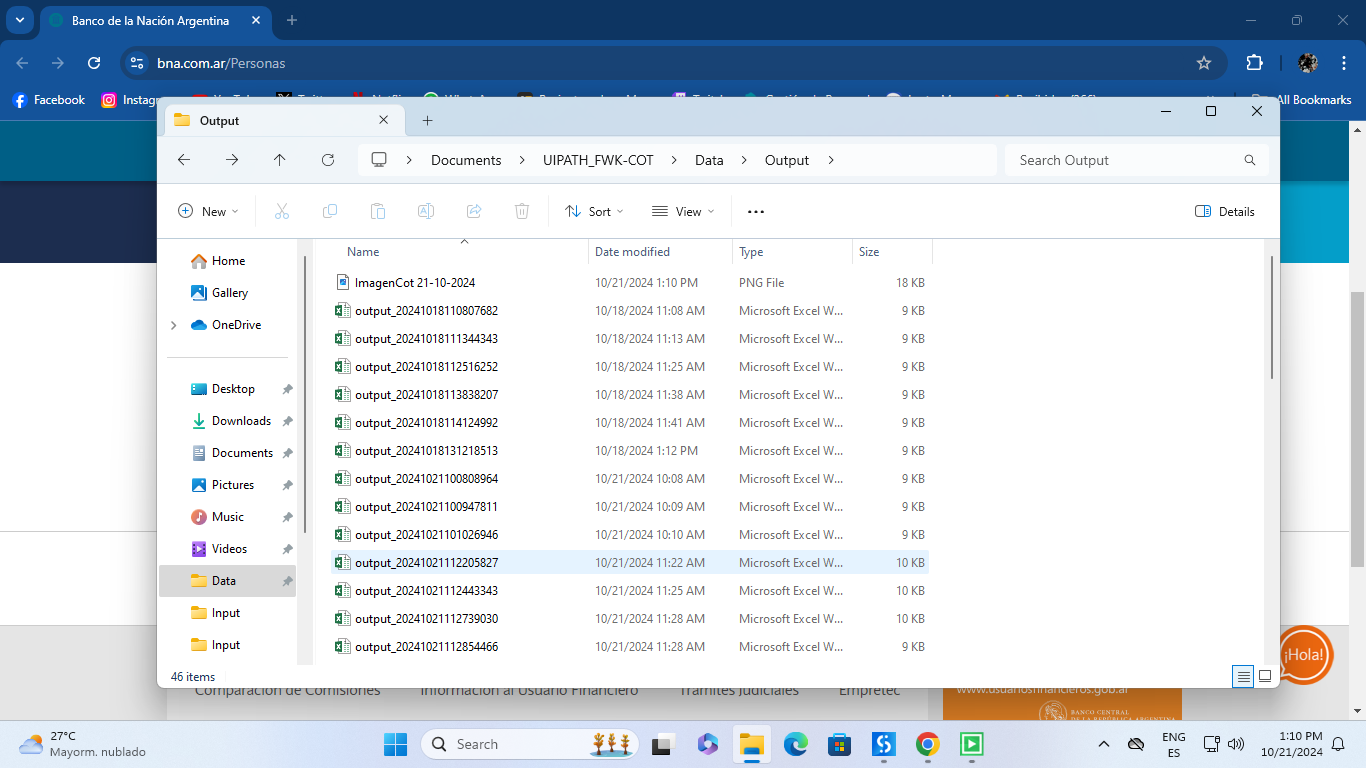 Banco de la Nación Argentina
bna.com.ar/Personas
Facebook
All Bookmarks
Output
Documents > UIPATH_FWK-COT > Data > Output >
Search Output
New
Sort
View
Details
Home
Gallery
OneDrive
Desktop
Downloads
Documents
Pictures
Music
Videos
Data
Input
Input
Name Date modified Type Size
ImagenCot 21-10-2024 10/21/2024 1:10 PM PNG File 18 KB
output_20241018110807682 10/18/2024 11:08 AM Microsoft Excel W... 9 KB
output_20241018111344343 10/18/2024 11:13 AM Microsoft Excel W... 9 KB
output_20241018112516252 10/18/2024 11:25 AM Microsoft Excel W... 9 KB
output_20241018113838207 10/18/2024 11:38 AM Microsoft Excel W... 9 KB
output_20241018114124992 10/18/2024 11:41 AM Microsoft Excel W... 9 KB
output_20241018131218513 10/18/2024 1:12 PM Microsoft Excel W... 9 KB
output_20241021100808964 10/21/2024 10:08 AM Microsoft Excel W... 9 KB
output_20241021100947811 10/21/2024 10:09 AM Microsoft Excel W... 9 KB
output_20241021101026946 10/21/2024 10:10 AM Microsoft Excel W... 9 KB
output_20241021112205827 10/21/2024 11:22 AM Microsoft Excel W... 10 KB
output_20241021112443343 10/21/2024 11:25 AM Microsoft Excel W... 10 KB
output_20241021112739030 10/21/2024 11:28 AM Microsoft Excel W... 10 KB
output_20241021112854466 10/21/2024 11:28 AM Microsoft Excel W... 9 KB
46 items
¡Hola!
Comparación de Comisiones
Información al Usuario Financiero
Trámites Judiciales
Empretec
www.usuariosfinancieros.gob.ar
BANCO CENTRAL
DE LA REPÚBLICA ARGENTINA
27°C
Mayorm. nublado
Search
ENG
ES
1:10 PM
10/21/2024